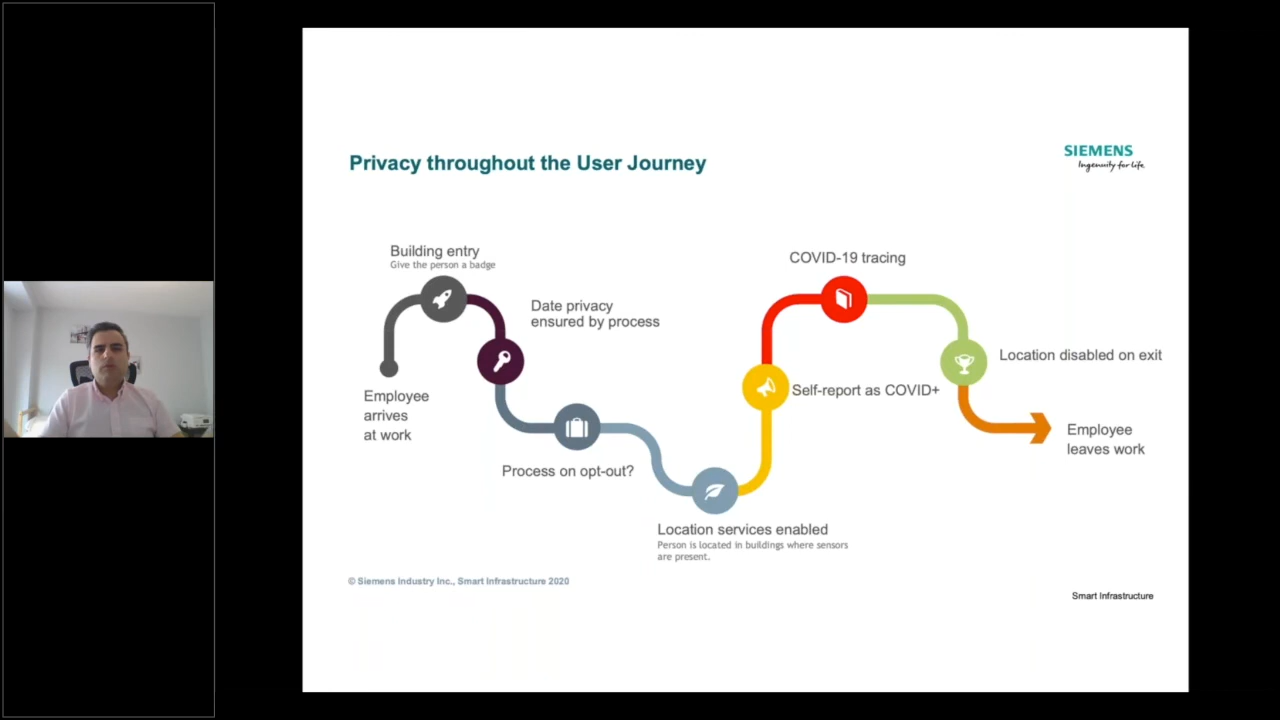 Privacy throughout the User Journey
SIEMENS
Ingenuity for life
Building entry
Give the person a badge
Date privacy
ensured by process
Employee
arrives
at work
Process on opt-out?
Location services enabled
Person is located in buildings where sensors
are present.
Self-report as COVID+
COVID-19 tracing
Location disabled on exit
Employee
leaves work
© Siemens Industry Inc., Smart Infrastructure 2020
Smart Infrastructure